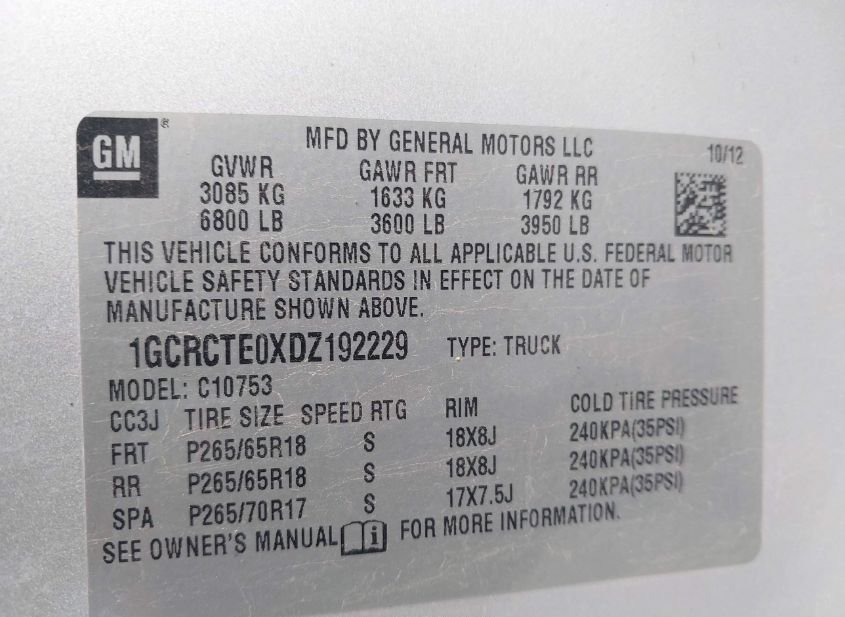 GM ®
MFD BY GENERAL MOTORS LLC 10/12
GVWR GAWR FRT GAWR RR
3085 KG 1633 KG 1792 KG
6800 LB 3600 LB 3950 LB
THIS VEHICLE CONFORMS TO ALL APPLICABLE U.S. FEDERAL MOTOR
VEHICLE SAFETY STANDARDS IN EFFECT ON THE DATE OF
MANUFACTURE SHOWN ABOVE.
1GCRCTE0XDZ192229 TYPE: TRUCK
MODEL: C10753
CC3J TIRE SIZE SPEED RTG RIM COLD TIRE PRESSURE
FRT P265/65R18 S 18X8J 240KPA(35PSI)
RR P265/65R18 S 18X8J 240KPA(35PSI)
SPA P265/70R17 S 17X7.5J 240KPA(35PSI)
SEE OWNER'S MANUAL i FOR MORE INFORMATION.